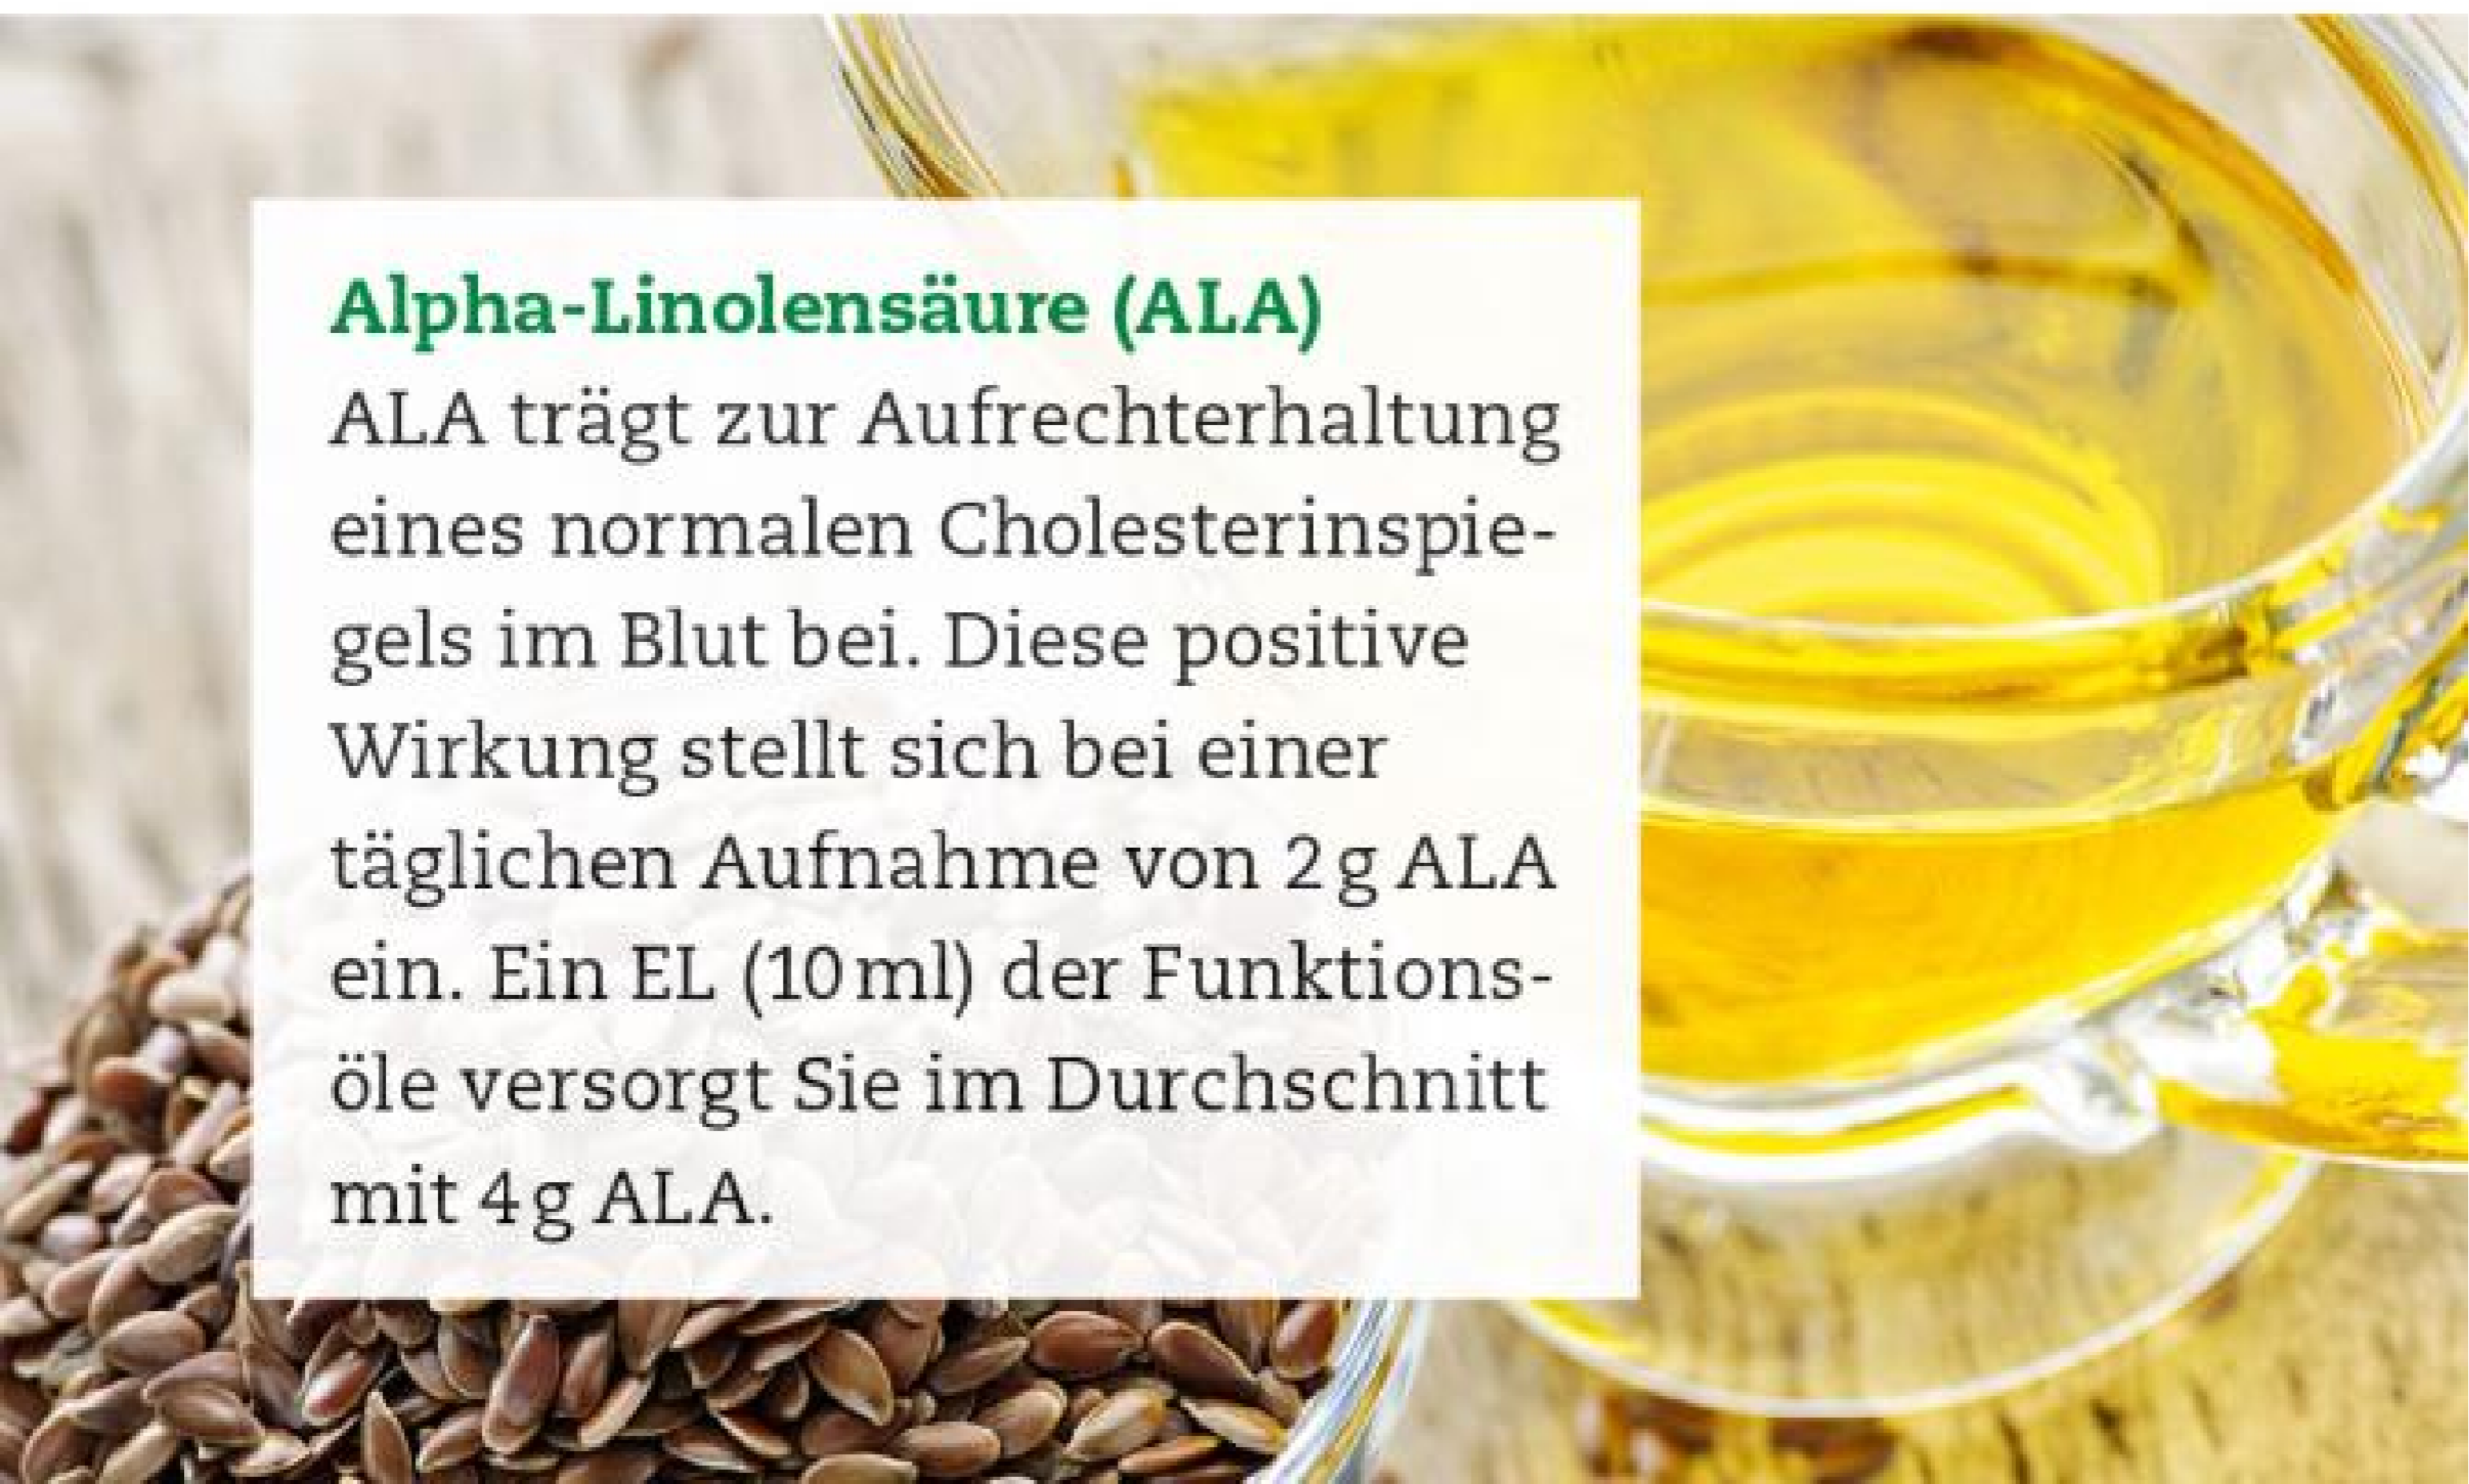 Alpha-Linolensäure (ALA)
ALA trägt zur Aufrechterhaltung
eines normalen Cholesterinspie-
gels im Blut bei. Diese positive
Wirkung stellt sich bei einer
täglichen Aufnahme von 2 g ALA
ein. Ein EL (10 ml) der Funktions-
öle versorgt Sie im Durchschnitt
mit 4 g ALA.